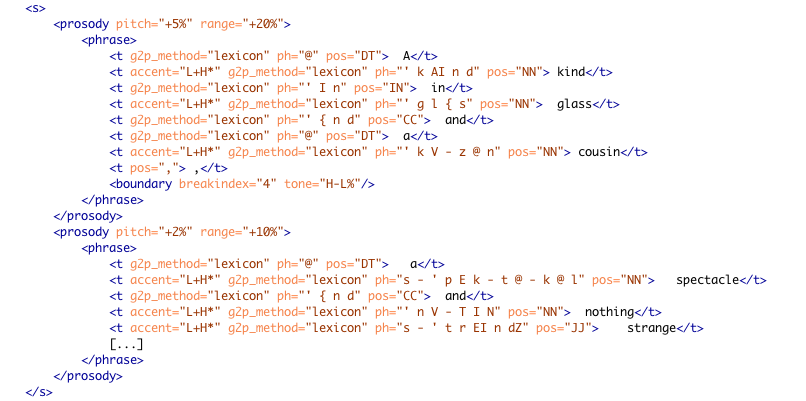 <s>
<prosody pitch="+5%" range="+20%">
<phrase>
<t g2p_method="lexicon" ph="@" pos="DT"> A</t>
<t accent="L+H*" g2p_method="lexicon" ph="' k AI n d" pos="NN"> kind</t>
<t g2p_method="lexicon" ph="' I n" pos="IN"> in</t>
<t accent="L+H*" g2p_method="lexicon" ph="' g l { s" pos="NN"> glass</t>
<t g2p_method="lexicon" ph="' { n d" pos="CC"> and</t>
<t g2p_method="lexicon" ph="@" pos="DT"> a</t>
<t accent="L+H*" g2p_method="lexicon" ph="' k V - z @ n" pos="NN"> cousin</t>
<t pos=","> ,</t>
<boundary breakindex="4" tone="H-L%"/>
</phrase>
</prosody>
<prosody pitch="+2%" range="+10%">
<phrase>
<t g2p_method="lexicon" ph="@" pos="DT"> a</t>
<t accent="L+H*" g2p_method="lexicon" ph="s - ' p E k - t @ - k @ l" pos="NN"> spectacle</t>
<t g2p_method="lexicon" ph="' { n d" pos="CC"> and</t>
<t accent="L+H*" g2p_method="lexicon" ph="' n V - T I N" pos="NN"> nothing</t>
<t accent="L+H*" g2p_method="lexicon" ph="s - ' t r EI n dZ" pos="JJ"> strange</t>
[...]
</phrase>
</prosody>
</s>